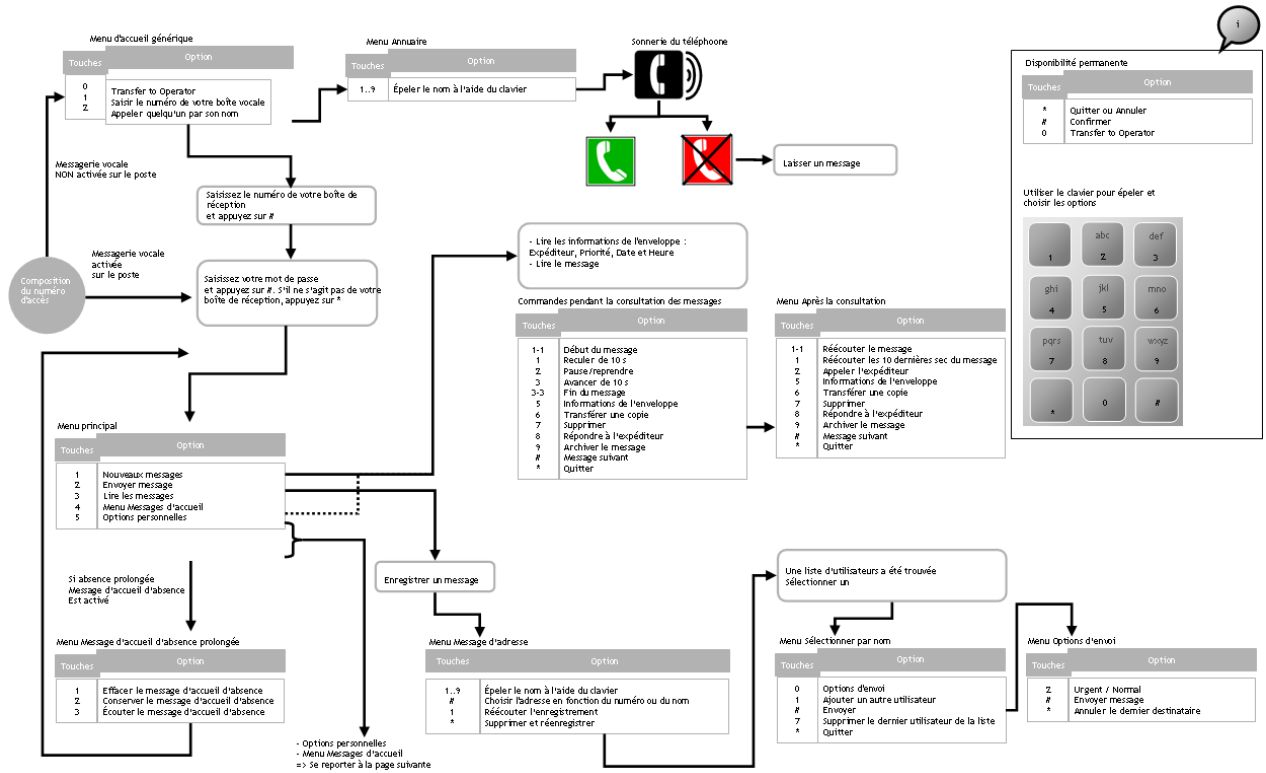 i
Menu d'accueil générique
Touches
Option
0
Transfer to Operator
1
Saisir le numéro de votre boîte vocale
2
Appeler quelqu'un par son nom
Menu Annuaire
Touches
Option
1..9
Épeler le nom à l'aide du clavier
Sonnerie du téléphoone
Laisser un message
Disponibilité permanente
Touches
Option
*
Quitter ou Annuler
#
Confirmer
0
Transfer to Operator
Utiliser le clavier pour épeler et
choisir les options
1
abc
2
def
3
ghi
4
jkl
5
mno
6
pqrs
7
tuv
8
wxyz
9
*
0
#
Messagerie vocale
NON activée sur le poste
Saisissez le numéro de votre boîte de
réception
et appuyez sur #
Messagerie vocale
activée
sur le poste
Composition
du numéro
d'accès
Saisissez votre mot de passe
et appuyez sur #. S'il ne s'agit pas de votre
boîte de réception, appuyez sur *
- Lire les informations de l'enveloppe :
Expéditeur, Priorité, Date et Heure
- Lire le message
Commandes pendant la consultation des messages
Touches
Option
1-1
Début du message
1
Reculer de 10 s
2
Pause/reprendre
3
Avancer de 10 s
3-3
Fin du message
5
Informations de l'enveloppe
6
Transférer une copie
7
Supprimer
8
Répondre à l'expéditeur
9
Archiver le message
#
Message suivant
*
Quitter
Menu Après la consultation
Touches
Option
1-1
Réécouter le message
1
Réécouter les 10 dernières sec du message
2
Appeler l'expéditeur
5
Informations de l'enveloppe
6
Transférer une copie
7
Supprimer
8
Répondre à l'expéditeur
9
Archiver le message
#
Message suivant
*
Quitter
Menu principal
Touches
Option
1
Nouveaux messages
2
Envoyer message
3
Lire les messages
4
Menu Messages d'accueil
5
Options personnelles
Si absence prolongée
Message d'accueil d'absence
Est activé
Menu Message d'accueil d'absence prolongée
Touches
Option
1
Effacer le message d'accueil d'absence
2
Conserver le message d'accueil d'absence
3
Écouter le message d'accueil d'absence
- Options personnelles
- Menu Messages d'accueil
=> Se reporter à la page suivante
Enregistrer un message
Menu Message d'adresse
Touches
Option
1..9
Épeler le nom à l'aide du clavier
#
Choisir l'adresse en fonction du numéro ou du nom
1
Réécouter l'enregistrement
*
Supprimer et réenregistrer
Une liste d'utilisateurs a été trouvée
Sélectionner un
Menu Sélectionner par nom
Touches
Option
0
Options d'envoi
1
Ajouter un autre utilisateur
#
Envoyer
7
Supprimer le dernier utilisateur de la liste
*
Quitter
Menu Options d'envoi
Touches
Option
2
Urgent / Normal
#
Envoyer message
*
Annuler le dernier destinataire